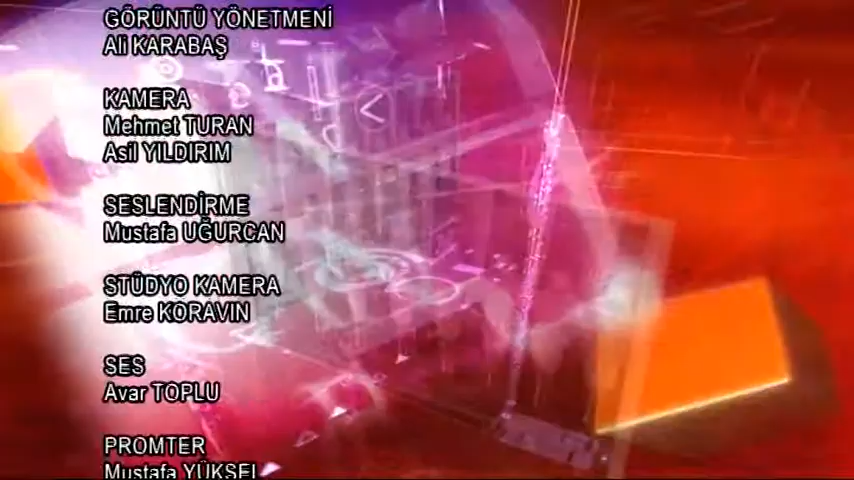 GÖRÜNTÜ YÖNETMENİ
Ali KARABAŞ
KAMERA
Mehmet TURAN
Asil YILDIRIM
SESLENDİRME
Mustafa UĞURCAN
STÜDYO KAMERA
Emre KORAVIN
SES
Avar TOPLU
PROMTER
Mustafa YÜKSEL